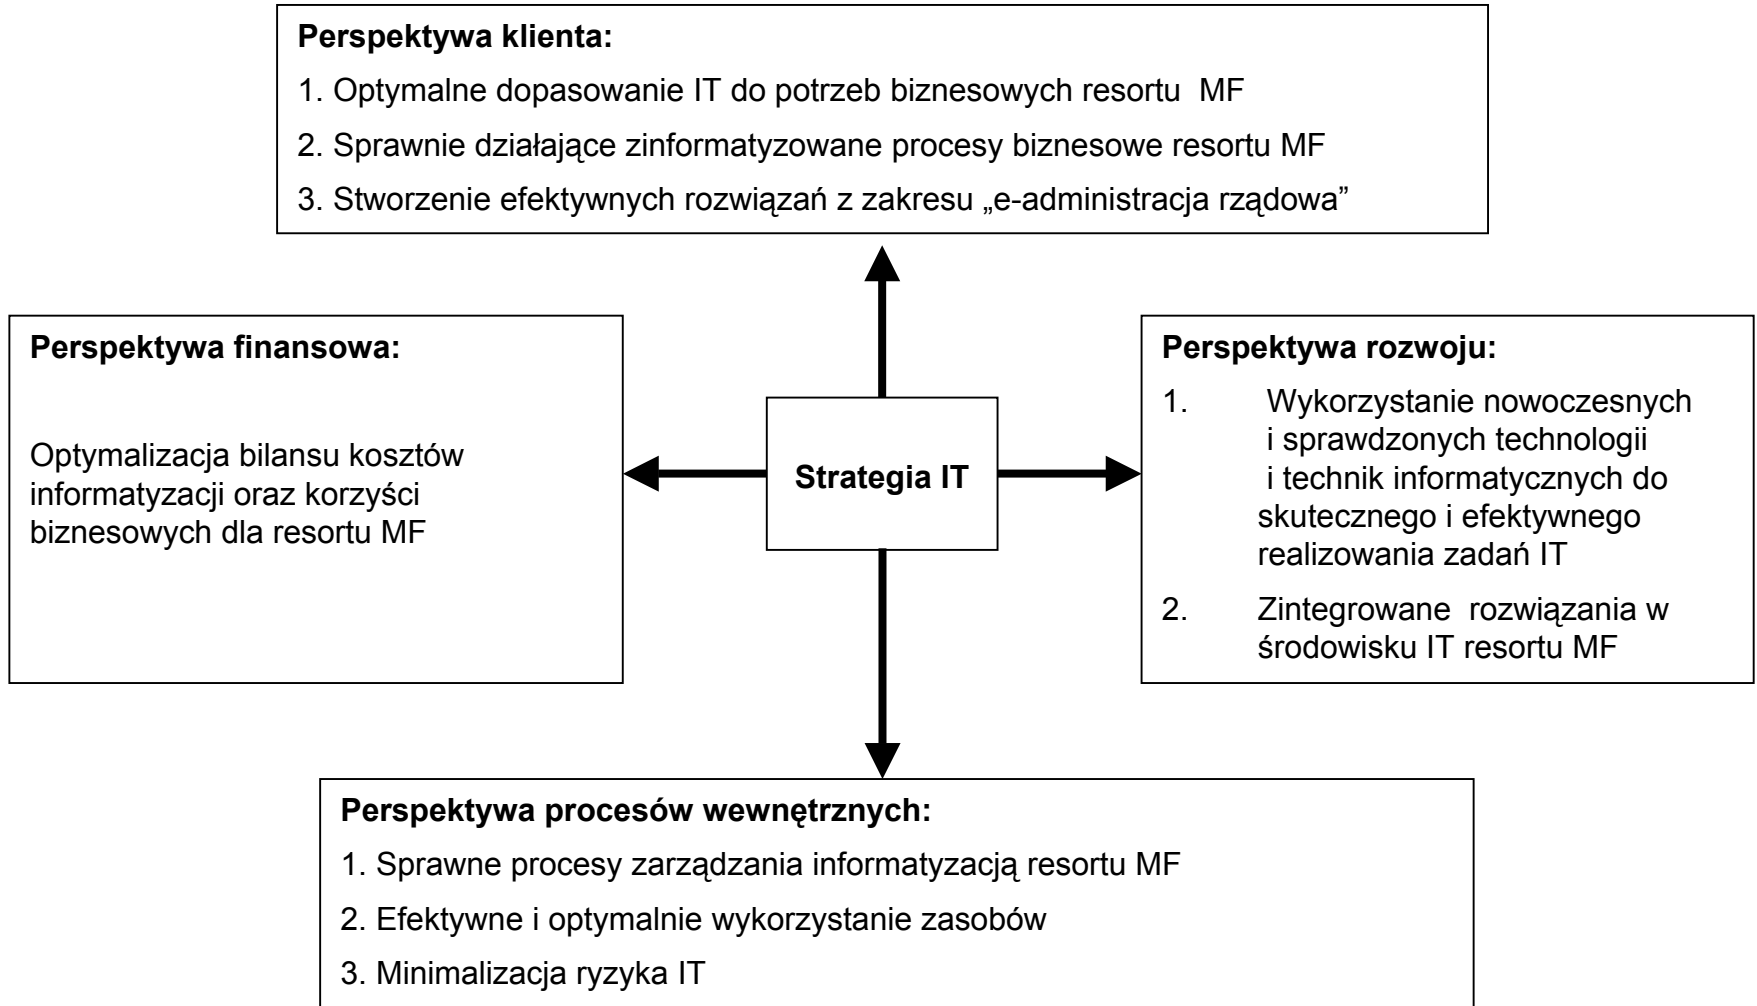 Perspektywa klienta:
1. Optymalne dopasowanie IT do potrzeb biznesowych resortu MF
2. Sprawnie działające zinformatyzowane procesy biznesowe resortu MF
3. Stworzenie efektywnych rozwiązań z zakresu „e-administracja rządowa”
Perspektywa finansowa:
Optymalizacja bilansu kosztów
informatyzacji oraz korzyści
biznesowych dla resortu MF
Strategia IT
Perspektywa rozwoju:
1. Wykorzystanie nowoczesnych
i sprawdzonych technologii
i technik informatycznych do
skutecznego i efektywnego
realizowania zadań IT
2. Zintegrowane rozwiązania w
środowisku IT resortu MF
Perspektywa procesów wewnętrznych:
1. Sprawne procesy zarządzania informatyzacją resortu MF
2. Efektywne i optymalnie wykorzystanie zasobów
3. Minimalizacja ryzyka IT